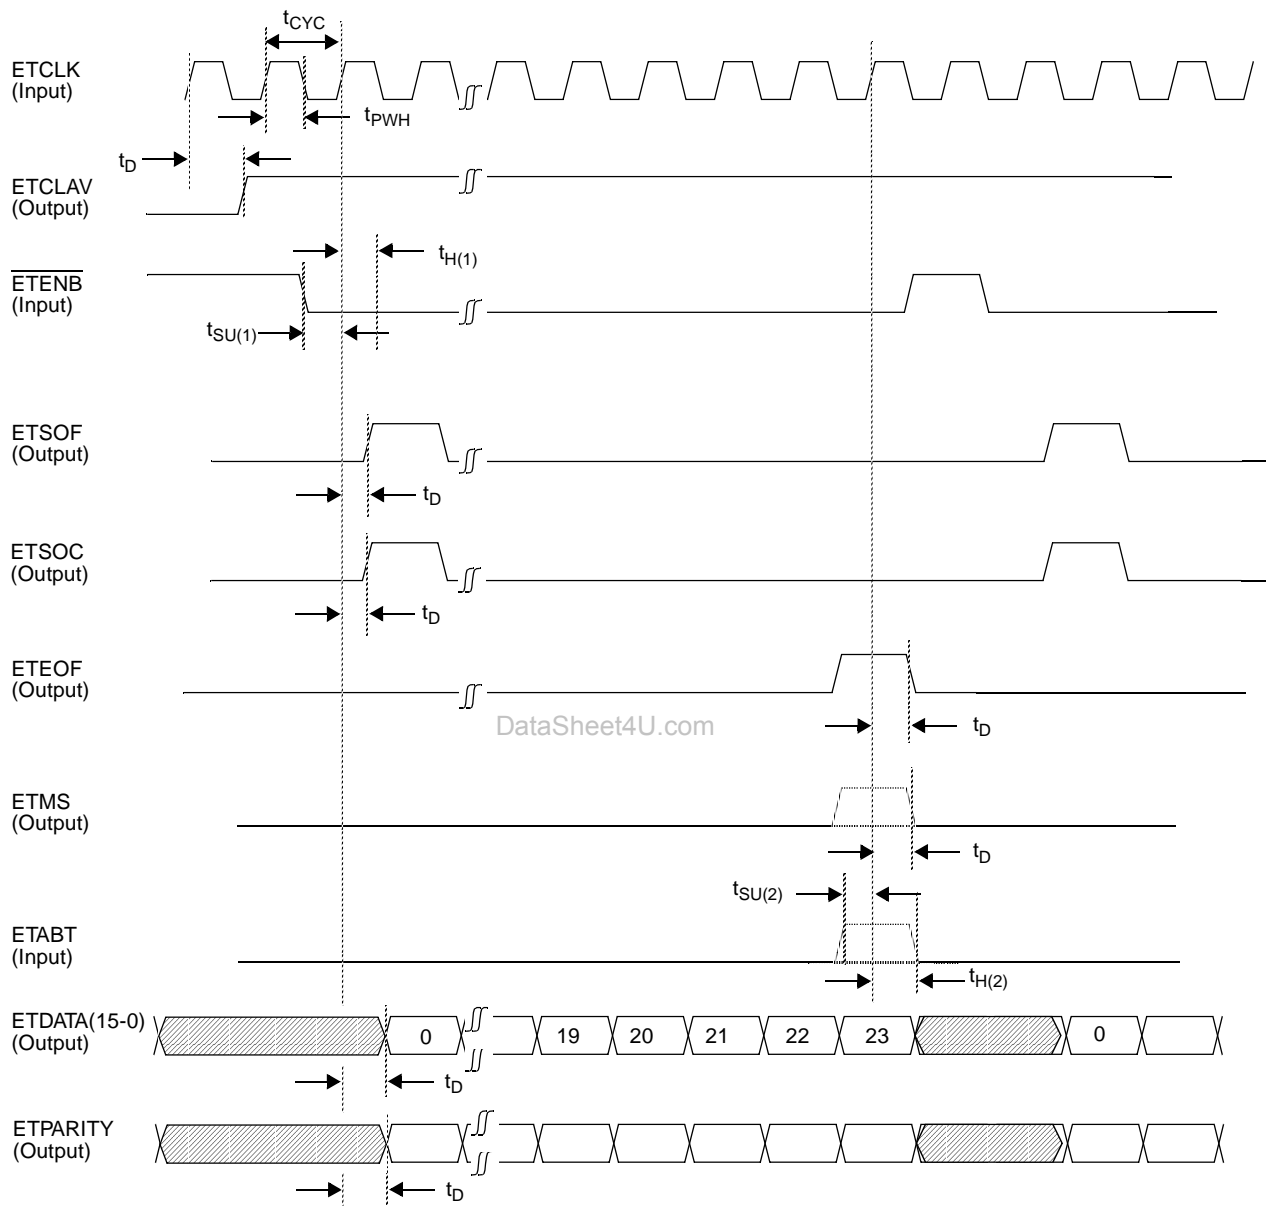 tCYC
ETCLK
(Input)
tPWH
tD
ETCLAV
(Output)
tH(1)
ETENB
(Input)
tSU(1)
ETSOF
(Output)
tD
ETSOC
(Output)
tD
ETEOF
(Output)
DataSheet4U.com
tD
ETMS
(Output)
tD
tSU(2)
ETABT
(Input)
tH(2)
ETDATA(15-0)
(Output)
0 19 20 21 22 23 0
tD
ETPARITY
(Output)
tD